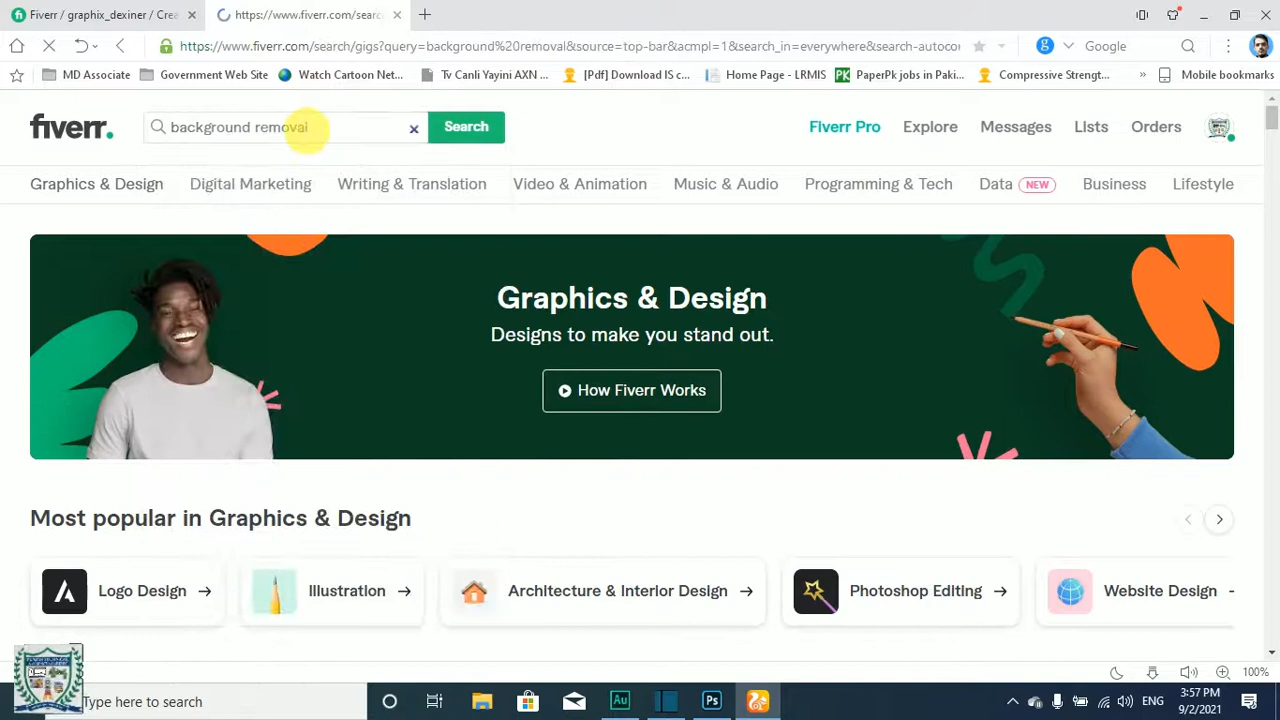 Fiverr / graphix_dexiner / Crea
https://www.fiverr.com/searc
https://www.fiverr.com/search/gigs?query=background%20removal&source=top-bar&acmpl=1&search_in=everywhere&search-autocor
Google
MD Associate
Government Web Site
Watch Cartoon Net...
Tv Canli Yayini AXN ...
[Pdf] Download IS c...
Home Page - LRMIS
PK PaperPk jobs in Paki...
Compressive Strengt...
Mobile bookmarks
fiverr.
background removal
Search
Fiverr Pro
Explore
Messages
Lists
Orders
Graphics & Design
Digital Marketing
Writing & Translation
Video & Animation
Music & Audio
Programming & Tech
Data NEW
Business
Lifestyle
Graphics & Design
Designs to make you stand out.
How Fiverr Works
Most popular in Graphics & Design
Logo Design
Illustration
Architecture & Interior Design
Photoshop Editing
Website Design
100%
Type here to search
Au
Ps
ENG
3:57 PM
9/2/2021